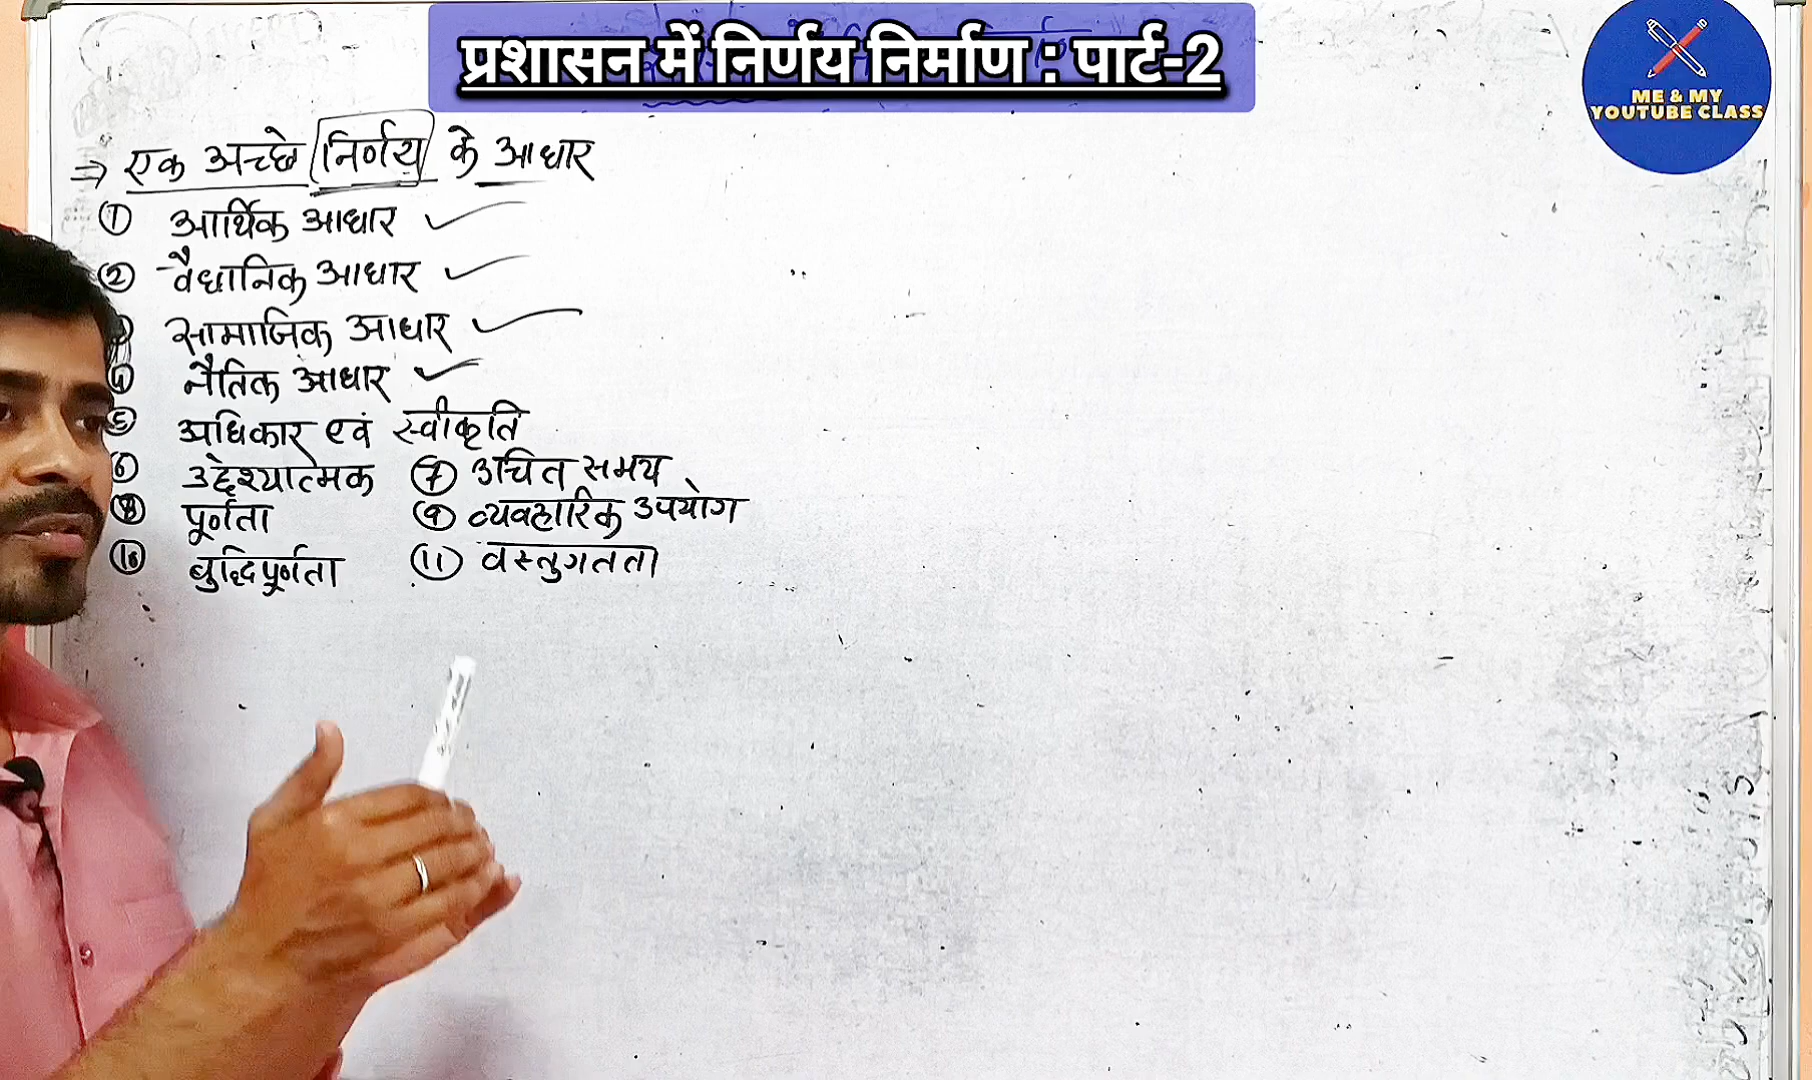 प्रशासन में निर्णय निर्माण : पार्ट-2
ME & MY
YOUTUBE CLASS
⇒ एक अच्छे निर्णय के आधार
① आर्थिक आधार ✓
② वैधानिक आधार ✓
सामाजिक आधार ✓
④ नैतिक आधार ✓
⑤ अधिकार एवं स्वीकृति
⑥ उद्देश्यात्मक ⑦ उचित समय
⑧ पूर्णता ⑨ व्यवहारिक उपयोग
⑩ बुद्धिपूर्णता ⑪ वस्तुगतता